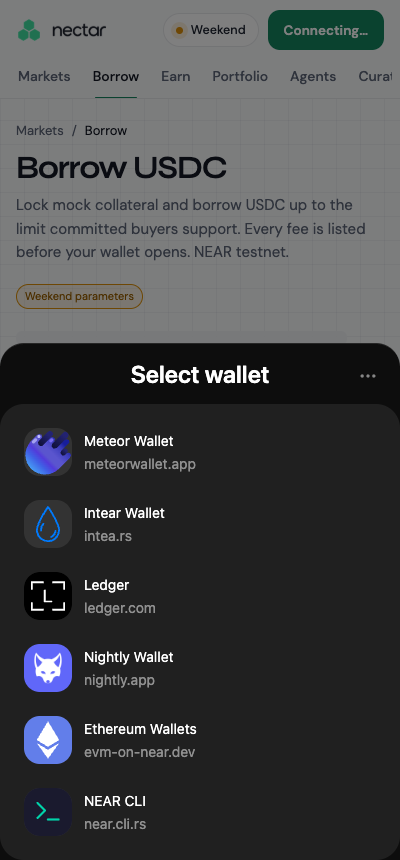 nectar
Weekend
Connecting...
Markets Borrow Earn Portfolio Agents
Markets / Borrow
Borrow USDC
Lock mock collateral and borrow USDC up to the
limit committed buyers support. Every fee is listed
before your wallet opens. NEAR testnet.
Weekend parameters
Select wallet
Meteor Wallet
meteorwallet.app
Intear Wallet
intea.rs
L
Ledger
ledger.com
Nightly Wallet
nightly.app
Ethereum Wallets
evm-on-near.dev
NEAR CLI
near.cli.rs